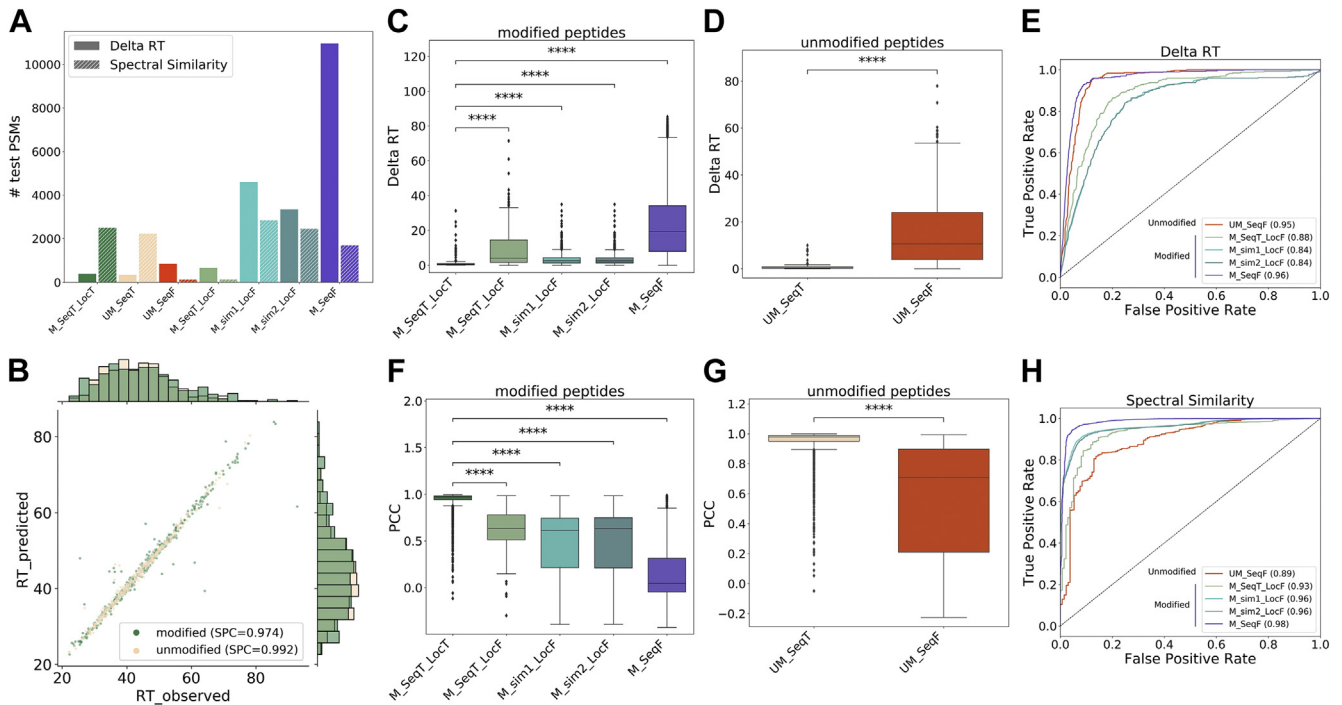 A
Delta RT
Spectral Similarity
# test PSMs
10000
8000
6000
4000
2000
0
M_SeqT_LocT
UM_SeqT
UM_SeqF
M_SeqT_LocF
M_sim1_LocF
M_sim2_LocF
M_SeqF
B
RT_predicted
80
70
60
50
40
30
20
modified (SPC=0.974)
unmodified (SPC=0.992)
20
40
60
80
RT_observed
C
modified peptides
Delta RT
120
100
80
60
40
20
0
****
****
****
****
M_SeqT_LocT
M_SeqT_LocF
M_sim1_LocF
M_sim2_LocF
M_SeqF
D
unmodified peptides
Delta RT
80
60
40
20
0
****
UM_SeqT
UM_SeqF
E
Delta RT
True Positive Rate
1.0
0.8
0.6
0.4
0.2
0.0
Unmodified
Modified
UM_SeqF (0.95)
M_SeqT_LocF (0.88)
M_sim1_LocF (0.84)
M_sim2_LocF (0.84)
M_SeqF (0.96)
0.0
0.2
0.4
0.6
0.8
1.0
False Positive Rate
F
modified peptides
PCC
2.0
1.5
1.0
0.5
0.0
****
****
****
****
M_SeqT_LocT
M_SeqT_LocF
M_sim1_LocF
M_sim2_LocF
M_SeqF
G
unmodified peptides
PCC
1.2
1.0
0.8
0.6
0.4
0.2
0.0
−0.2
****
UM_SeqT
UM_SeqF
H
Spectral Similarity
True Positive Rate
1.0
0.8
0.6
0.4
0.2
0.0
Unmodified
Modified
UM_SeqF (0.89)
M_SeqT_LocF (0.93)
M_sim1_LocF (0.96)
M_sim2_LocF (0.96)
M_SeqF (0.98)
0.0
0.2
0.4
0.6
0.8
1.0
False Positive Rate